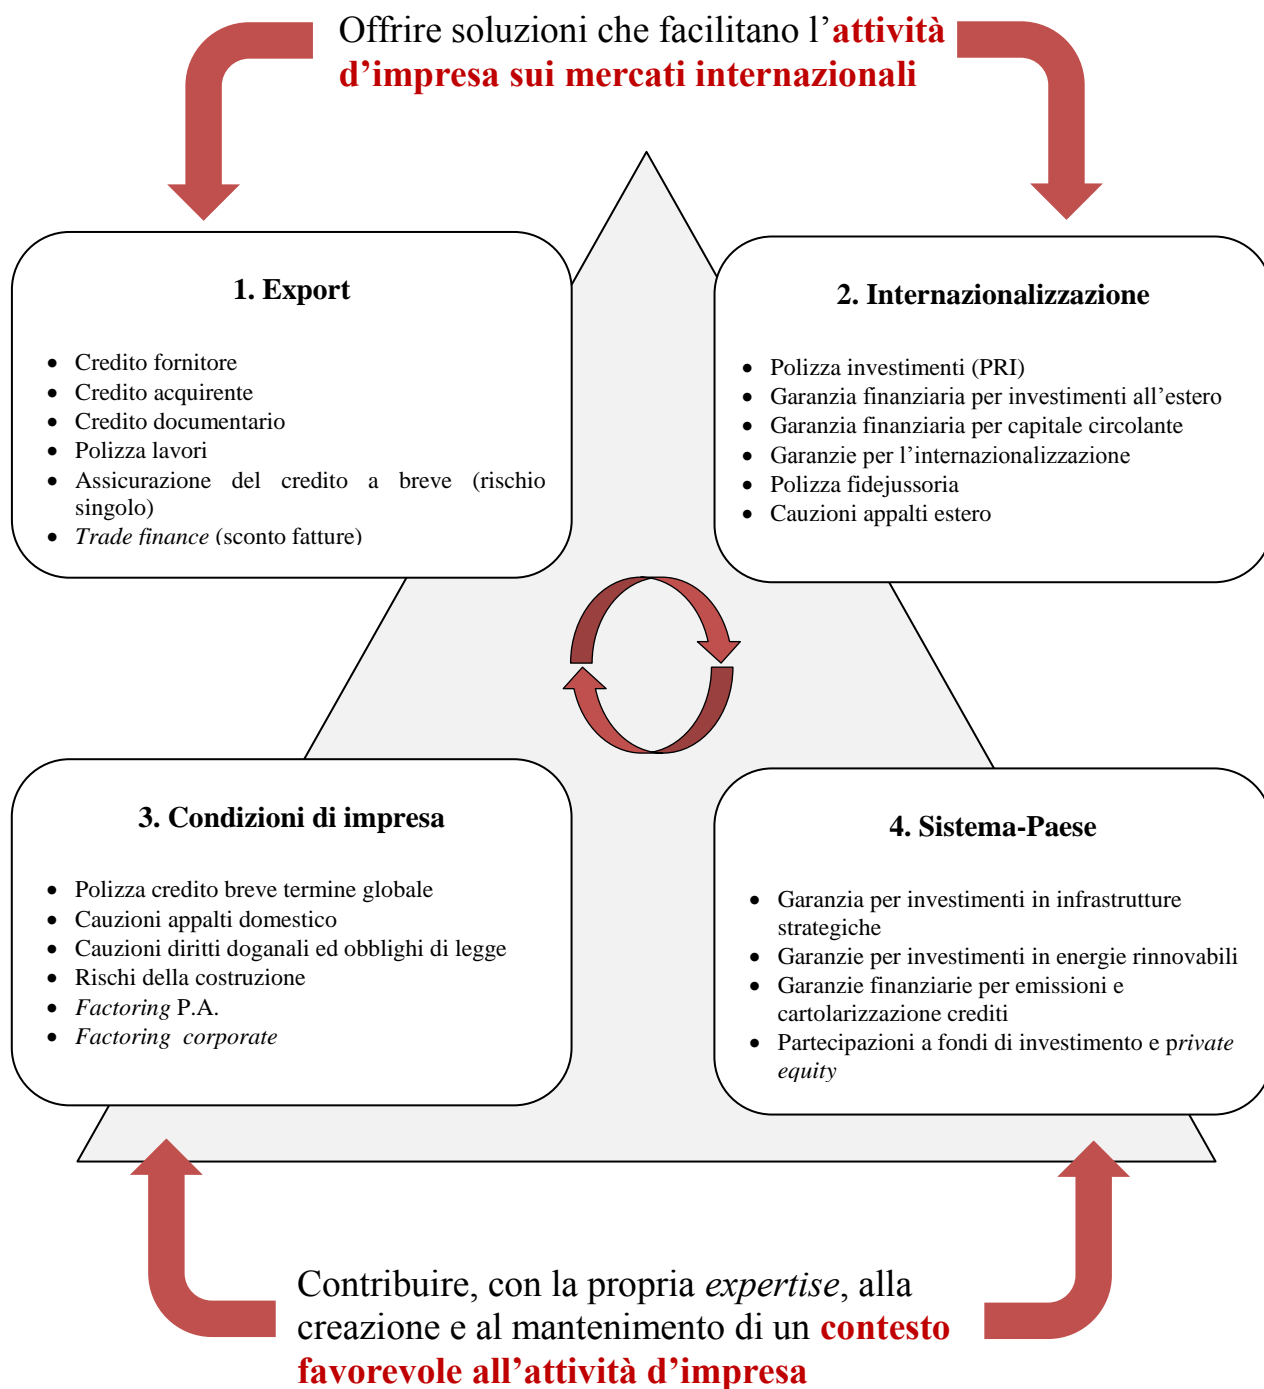 Offrire soluzioni che facilitano l’attività
d’impresa sui mercati internazionali
1. Export
• Credito fornitore
• Credito acquirente
• Credito documentario
• Polizza lavori
• Assicurazione del credito a breve (rischio
singolo)
• Trade finance (sconto fatture)
2. Internazionalizzazione
• Polizza investimenti (PRI)
• Garanzia finanziaria per investimenti all’estero
• Garanzia finanziaria per capitale circolante
• Garanzie per l’internazionalizzazione
• Polizza fidejussoria
• Cauzioni appalti estero
3. Condizioni di impresa
• Polizza credito breve termine globale
• Cauzioni appalti domestico
• Cauzioni diritti doganali ed obblighi di legge
• Rischi della costruzione
• Factoring P.A.
• Factoring corporate
4. Sistema-Paese
• Garanzia per investimenti in infrastrutture
strategiche
• Garanzie per investimenti in energie rinnovabili
• Garanzie finanziarie per emissioni e
cartolarizzazione crediti
• Partecipazioni a fondi di investimento e private
equity
Contribuire, con la propria expertise, alla
creazione e al mantenimento di un contesto
favorevole all’attività d’impresa